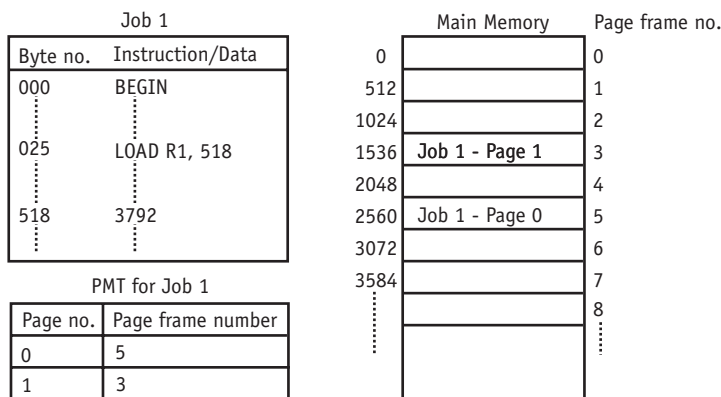 Job 1
Byte no. Instruction/Data
000 BEGIN
025 LOAD R1, 518
518 3792
PMT for Job 1
Page no. Page frame number
0 5
1 3
Main Memory Page frame no.
0 0
512 1
1024 2
1536 Job 1 - Page 1 3
2048 4
2560 Job 1 - Page 0 5
3072 6
3584 7
8